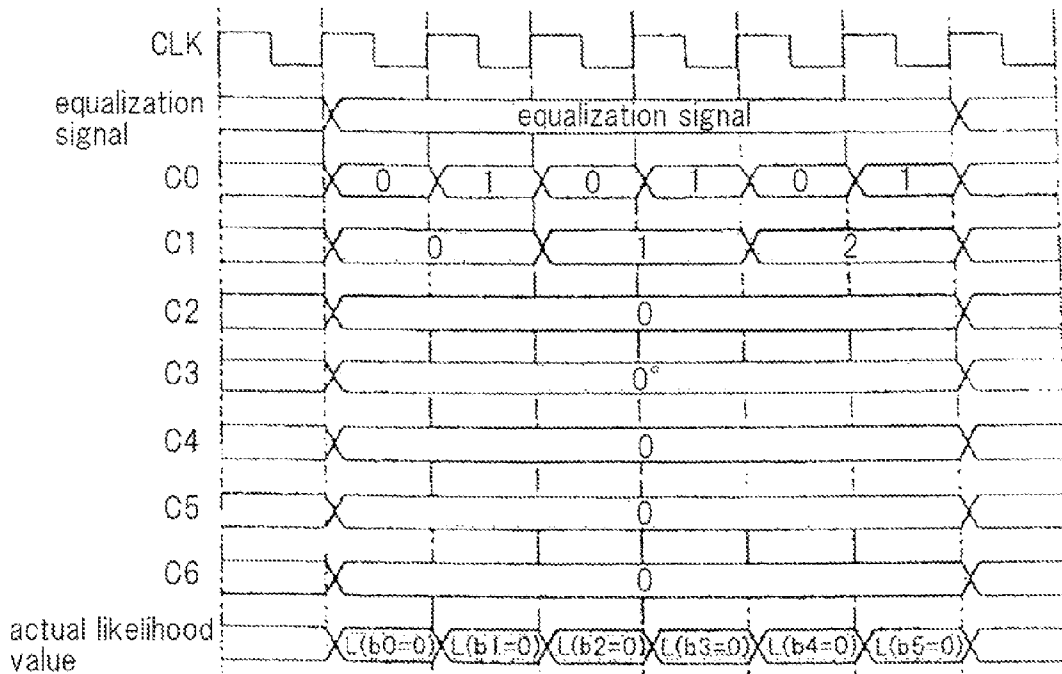 CLK
equalization signal
equalization signal
C0 0 1 0 1 0 1
C1 0 1 2
C2 0
C3 0
C4 0
C5 0
C6 0
actual likelihood value
L(b0=0) L(b1=0) L(b2=0) L(b3=0) L(b4=0) L(b5=0)